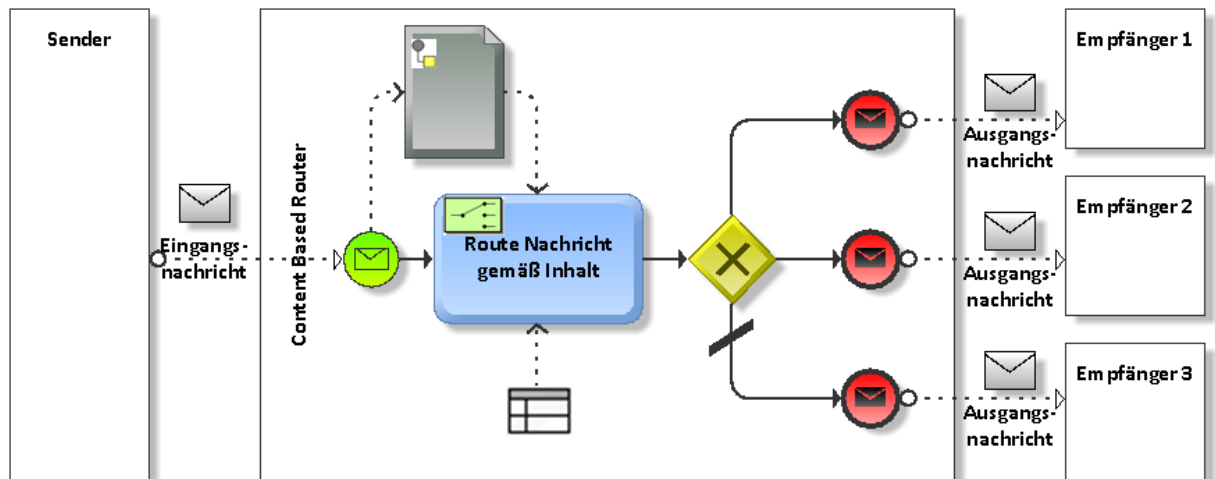 Sender
Eingangs-
nachricht
Content Based Router
Route Nachricht
gemäß Inhalt
Empfänger 1
Ausgangs-
nachricht
Empfänger 2
Ausgangs-
nachricht
Empfänger 3
Ausgangs-
nachricht